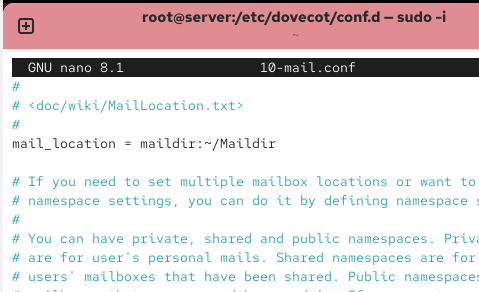 root@server:/etc/dovecot/conf.d — sudo -i
~
GNU nano 8.1 10-mail.conf
#
# <doc/wiki/MailLocation.txt>
#
mail_location = maildir:~/Maildir
# If you need to set multiple mailbox locations or want to
# namespace settings, you can do it by defining namespace
#
# You can have private, shared and public namespaces.
# are for user's personal mails. Shared namespaces are for
# users' mailboxes that have been shared. Public namespaces